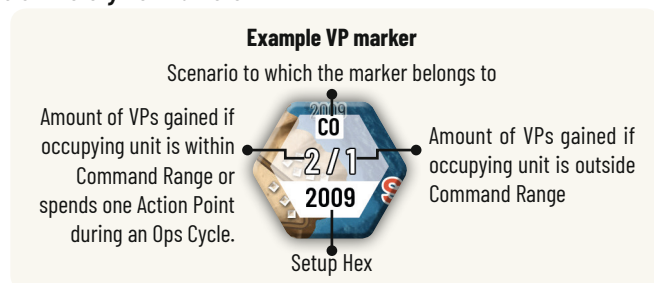 Example VP marker
Scenario to which the marker belongs to
Amount of VPs gained if
occupying unit is within
Command Range or
spends one Action Point
during an Ops Cycle.
2009
CO
2 / 1
2009
Amount of VPs gained if
occupying unit is outside
Command Range
Setup Hex